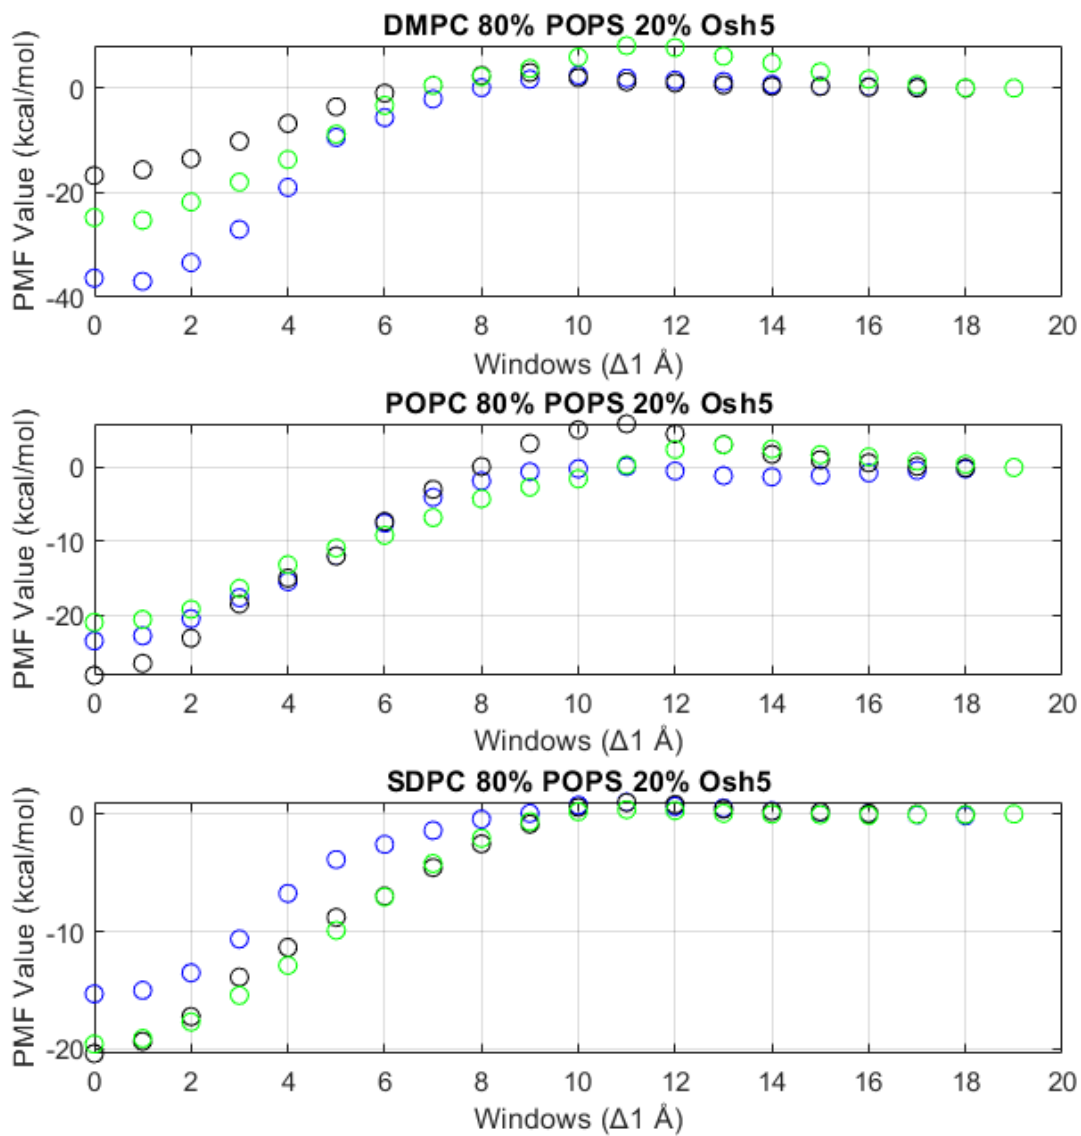 DMPC 80% POPS 20% Osh5
PMF Value (kcal/mol)
0
-20
-40
0 2 4 6 8 10 12 14 16 18 20
Windows (Δ1 Å)
POPC 80% POPS 20% Osh5
PMF Value (kcal/mol)
0
-10
-20
0 2 4 6 8 10 12 14 16 18 20
Windows (Δ1 Å)
SDPC 80% POPS 20% Osh5
PMF Value (kcal/mol)
0
-10
-20
0 2 4 6 8 10 12 14 16 18 20
Windows (Δ1 Å)